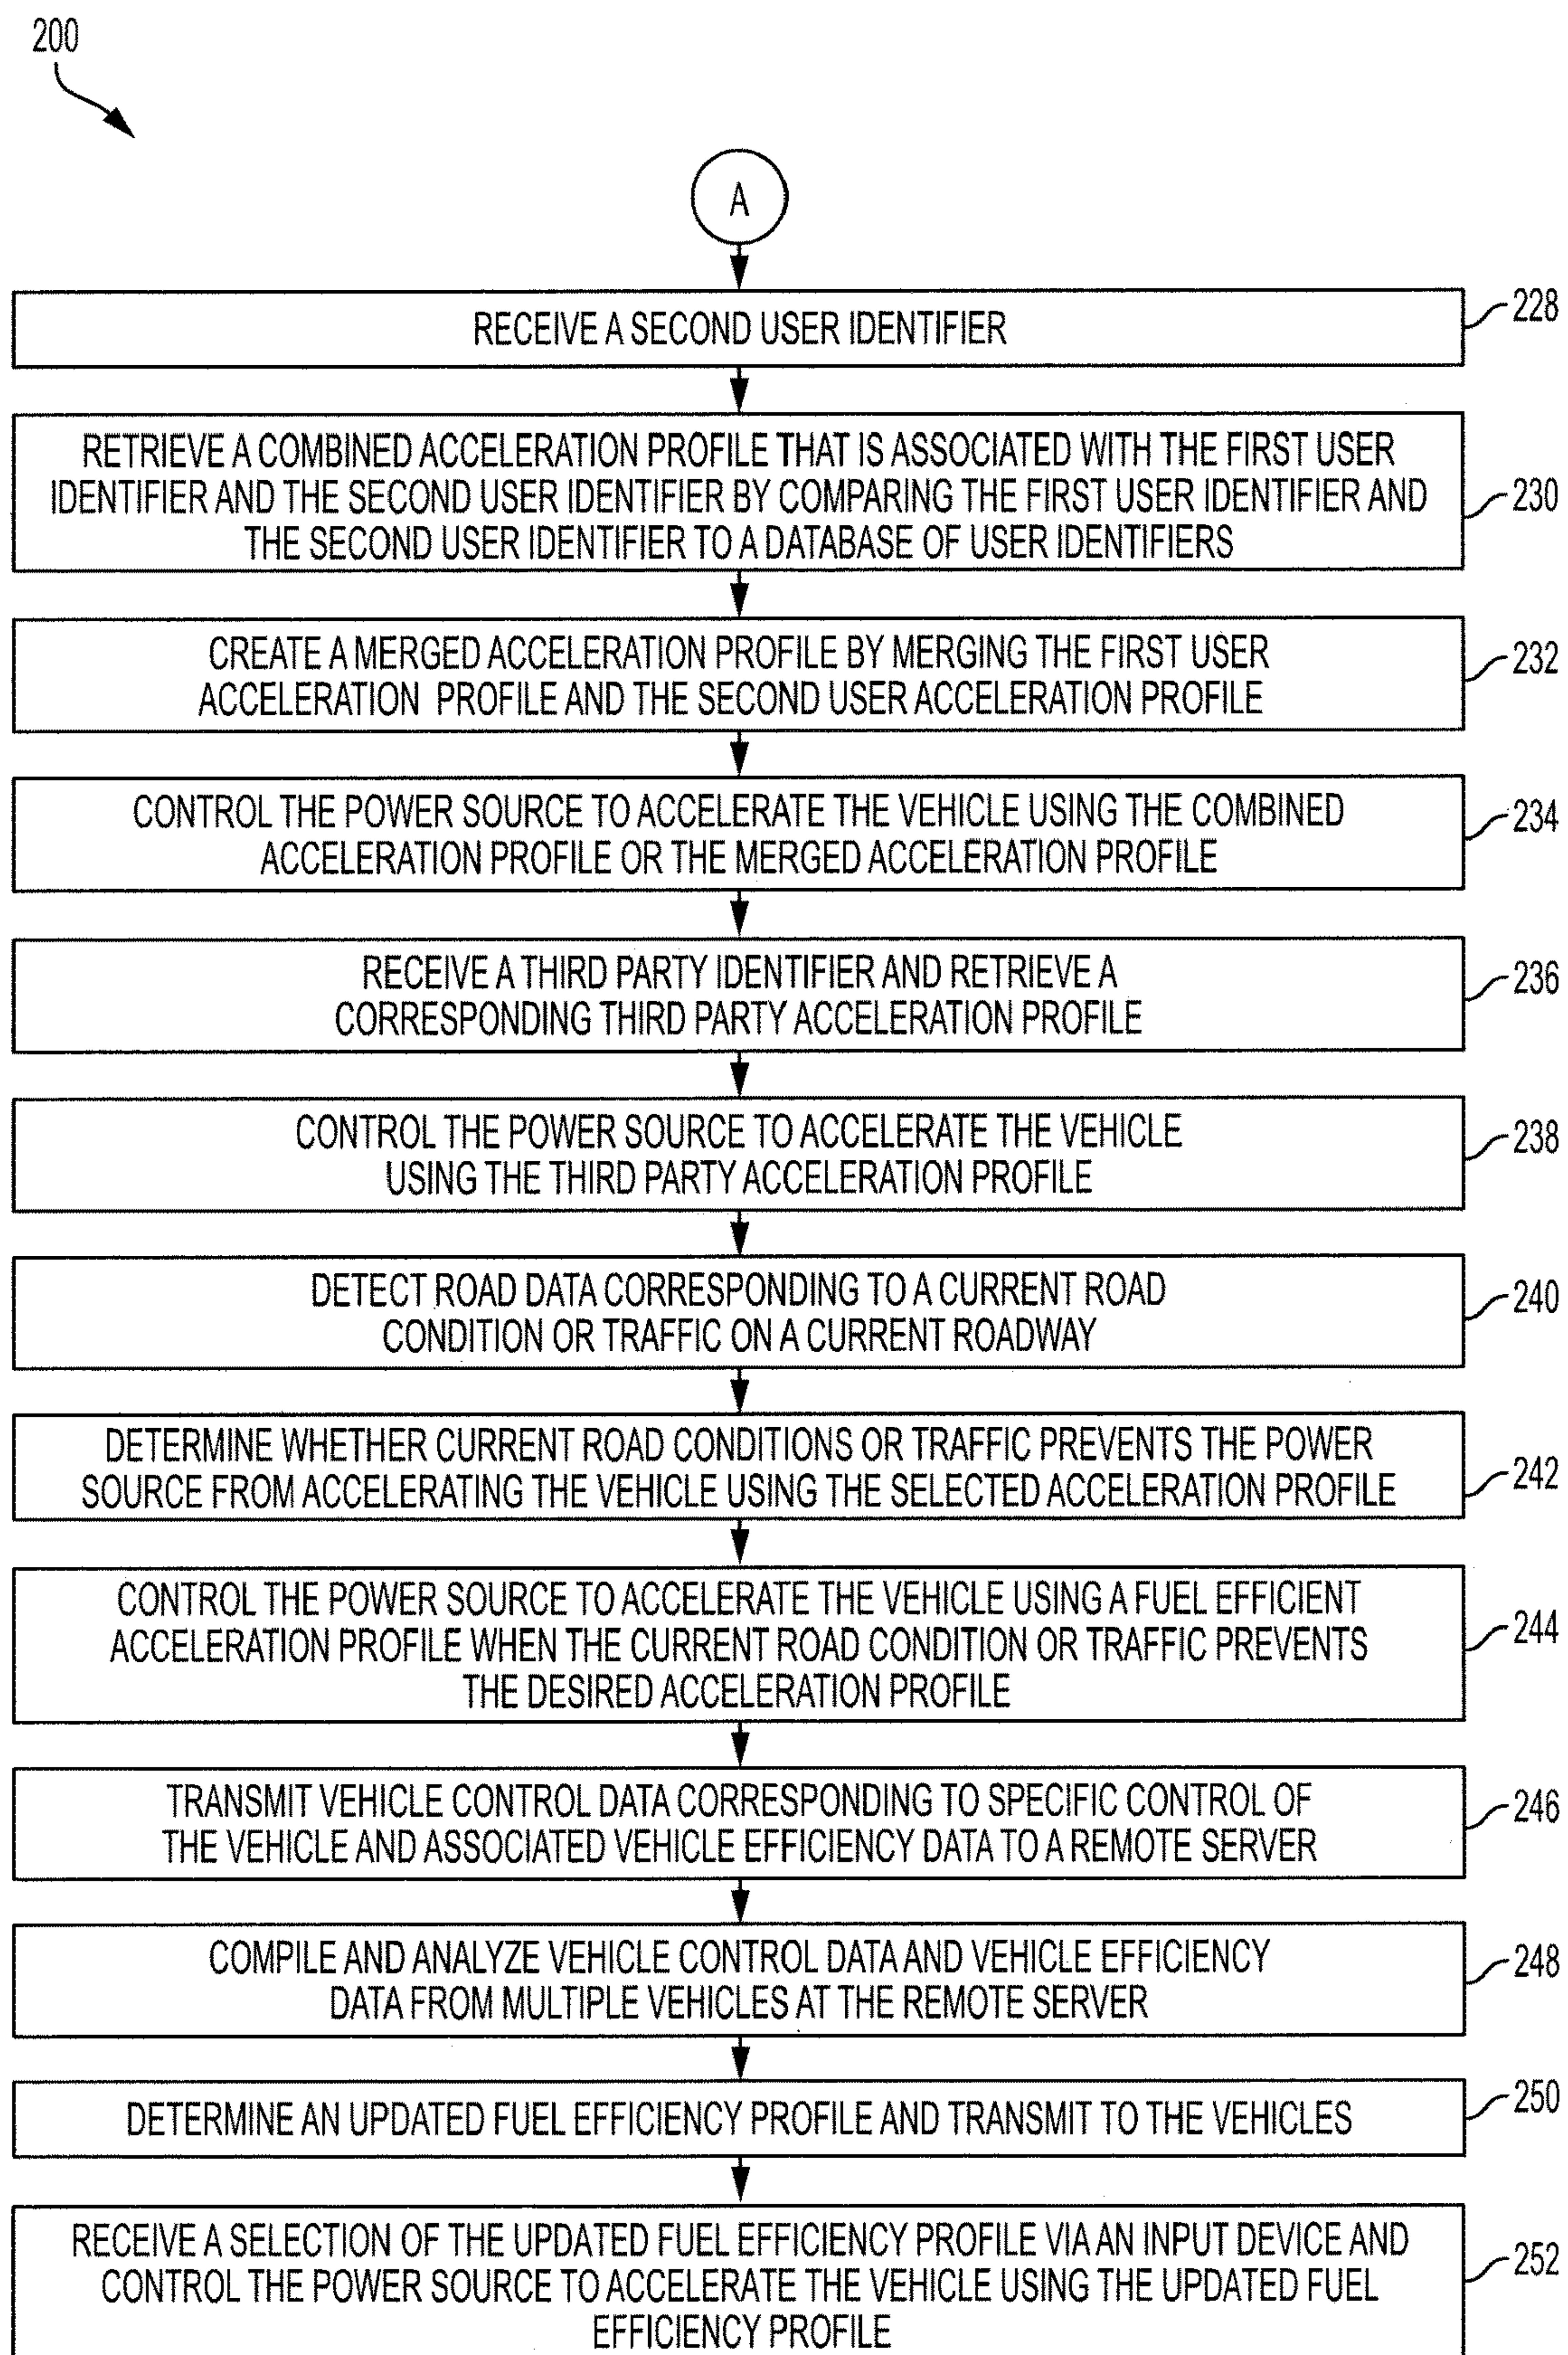 200
A
RECEIVE A SECOND USER IDENTIFIER
228
RETRIEVE A COMBINED ACCELERATION PROFILE THAT IS ASSOCIATED WITH THE FIRST USER
IDENTIFIER AND THE SECOND USER IDENTIFIER BY COMPARING THE FIRST USER IDENTIFIER AND
THE SECOND USER IDENTIFIER TO A DATABASE OF USER IDENTIFIERS
230
CREATE A MERGED ACCELERATION PROFILE BY MERGING THE FIRST USER
ACCELERATION PROFILE AND THE SECOND USER ACCELERATION PROFILE
232
CONTROL THE POWER SOURCE TO ACCELERATE THE VEHICLE USING THE COMBINED
ACCELERATION PROFILE OR THE MERGED ACCELERATION PROFILE
234
RECEIVE A THIRD PARTY IDENTIFIER AND RETRIEVE A
CORRESPONDING THIRD PARTY ACCELERATION PROFILE
236
CONTROL THE POWER SOURCE TO ACCELERATE THE VEHICLE
USING THE THIRD PARTY ACCELERATION PROFILE
238
DETECT ROAD DATA CORRESPONDING TO A CURRENT ROAD
CONDITION OR TRAFFIC ON A CURRENT ROADWAY
240
DETERMINE WHETHER CURRENT ROAD CONDITIONS OR TRAFFIC PREVENTS THE POWER
SOURCE FROM ACCELERATING THE VEHICLE USING THE SELECTED ACCELERATION PROFILE
242
CONTROL THE POWER SOURCE TO ACCELERATE THE VEHICLE USING A FUEL EFFICIENT
ACCELERATION PROFILE WHEN THE CURRENT ROAD CONDITION OR TRAFFIC PREVENTS
THE DESIRED ACCELERATION PROFILE
244
TRANSMIT VEHICLE CONTROL DATA CORRESPONDING TO SPECIFIC CONTROL OF
THE VEHICLE AND ASSOCIATED VEHICLE EFFICIENCY DATA TO A REMOTE SERVER
246
COMPILE AND ANALYZE VEHICLE CONTROL DATA AND VEHICLE EFFICIENCY
DATA FROM MULTIPLE VEHICLES AT THE REMOTE SERVER
248
DETERMINE AN UPDATED FUEL EFFICIENCY PROFILE AND TRANSMIT TO THE VEHICLES
250
RECEIVE A SELECTION OF THE UPDATED FUEL EFFICIENCY PROFILE VIA AN INPUT DEVICE AND
CONTROL THE POWER SOURCE TO ACCELERATE THE VEHICLE USING THE UPDATED FUEL
EFFICIENCY PROFILE
252